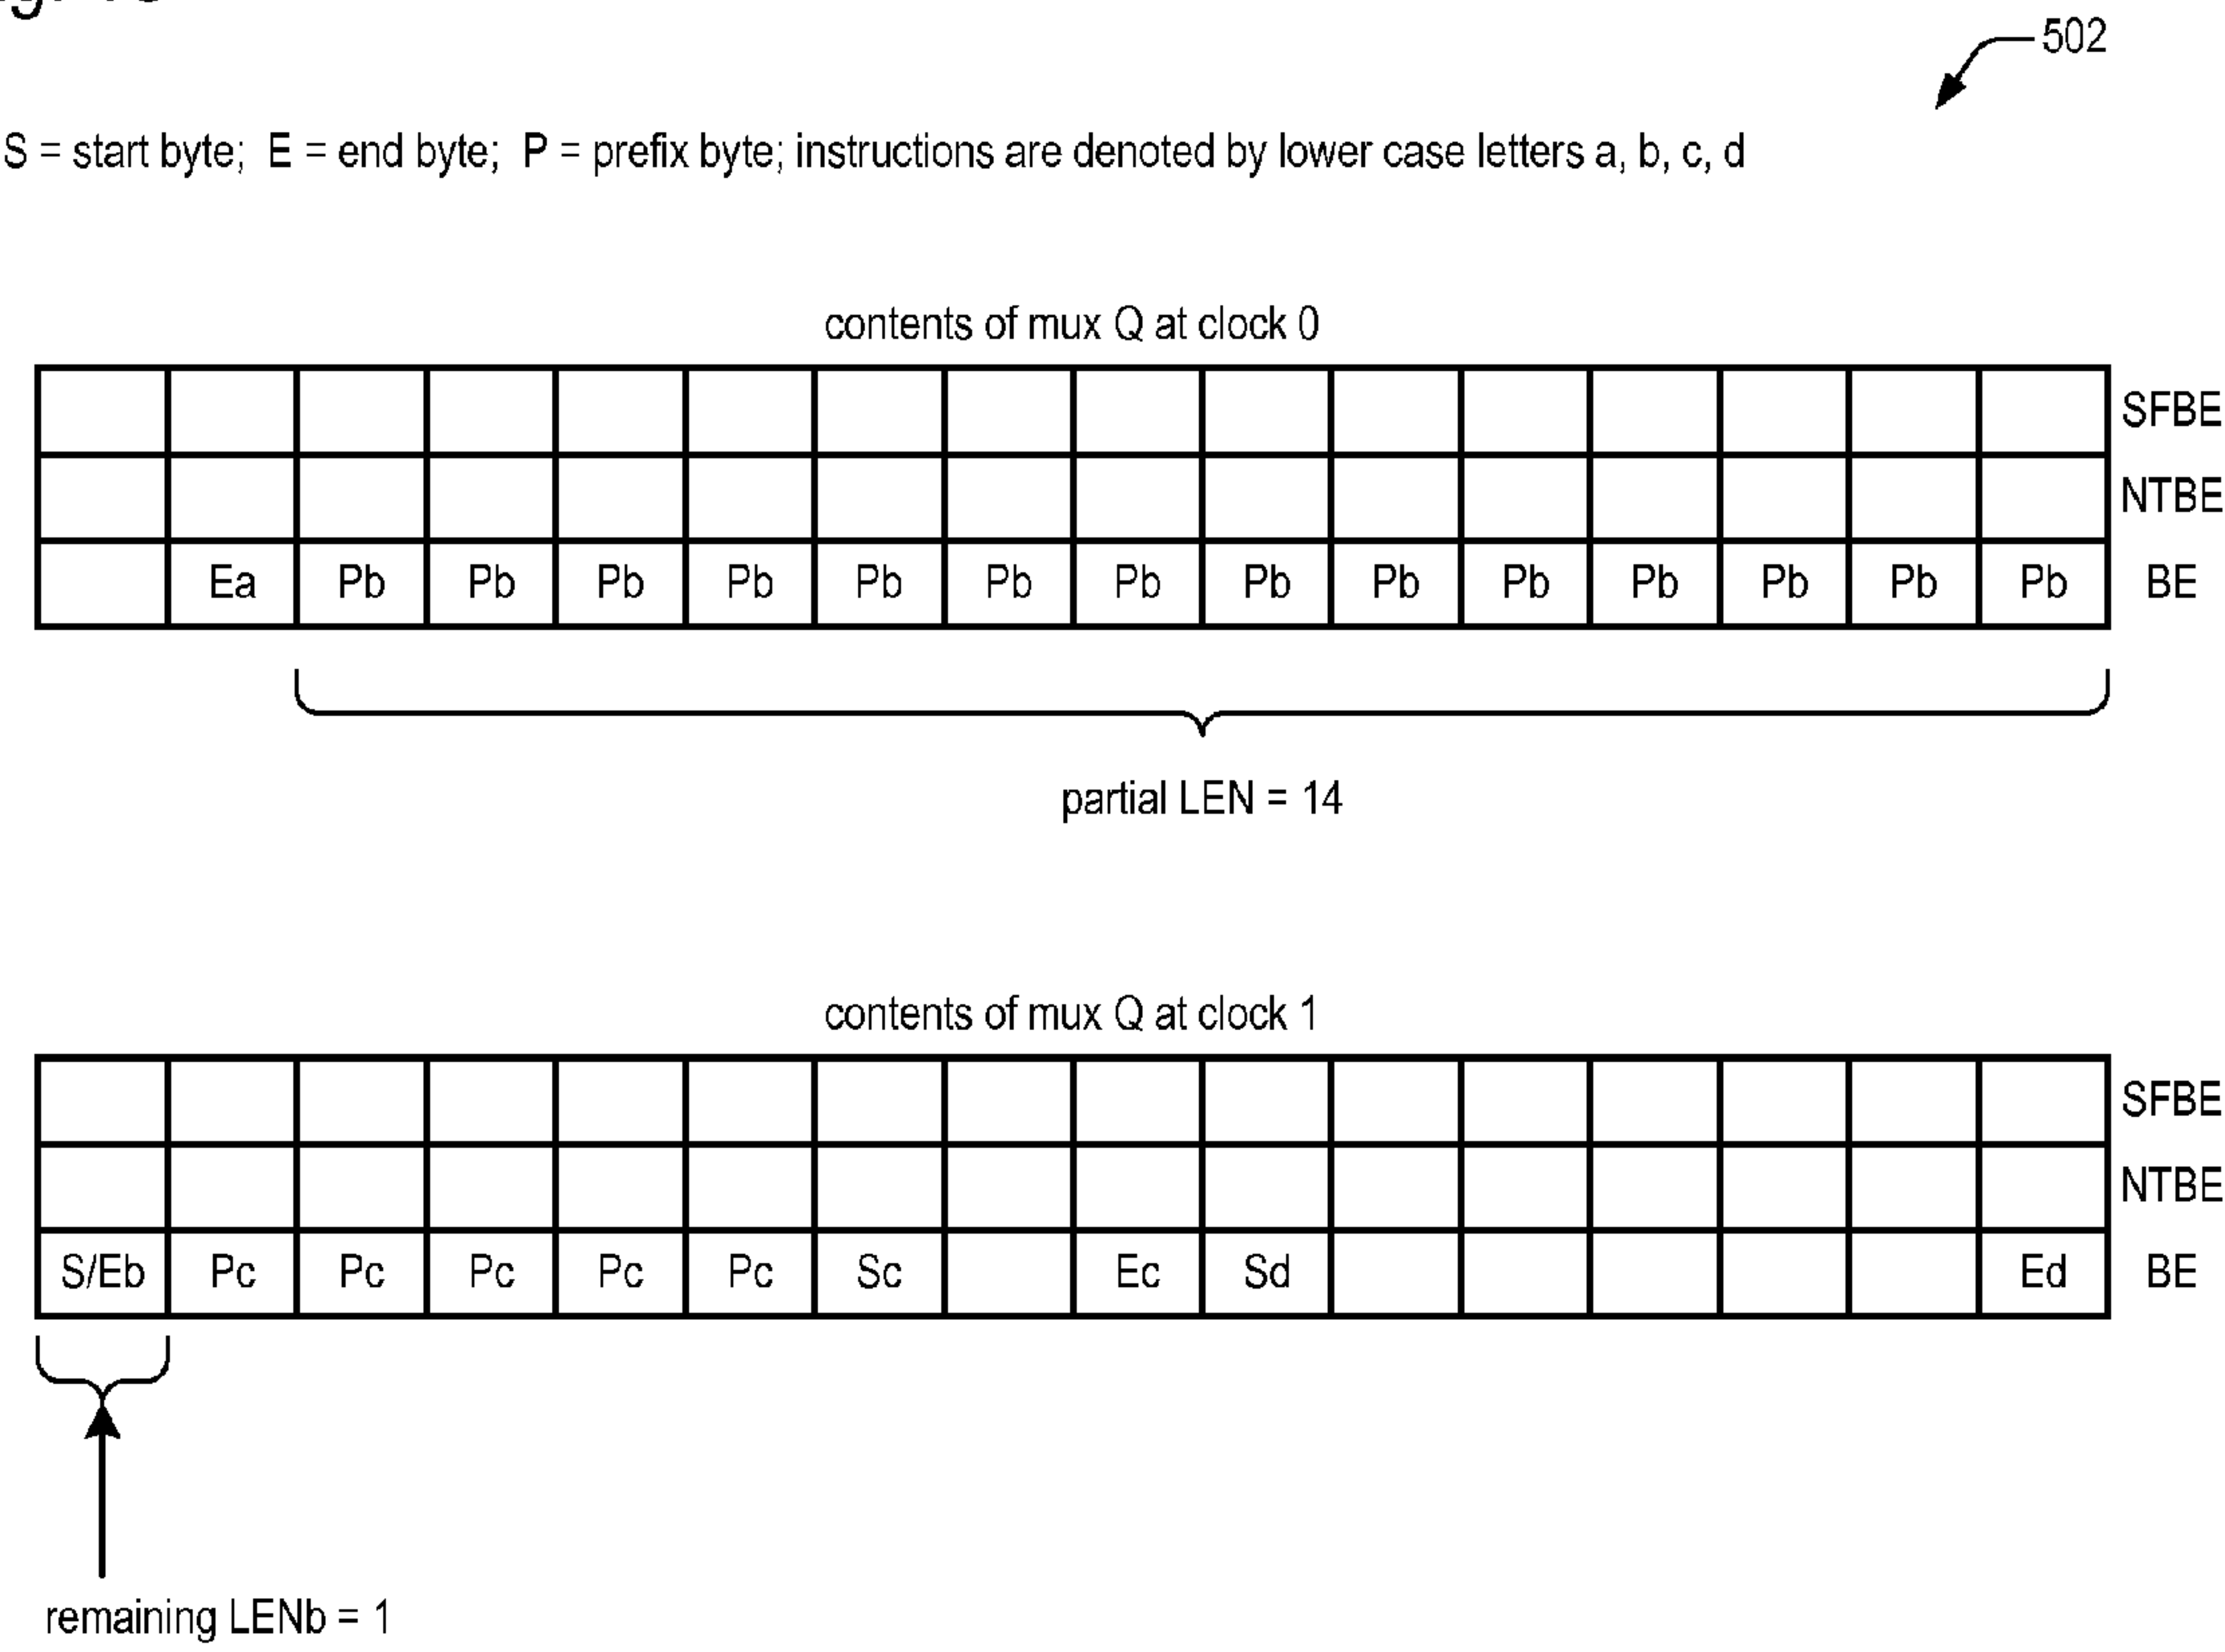 502
S = start byte; E = end byte; P = prefix byte; instructions are denoted by lower case letters a, b, c, d
contents of mux Q at clock 0
SFBE
NTBE
Ea Pb Pb Pb Pb Pb Pb Pb Pb Pb Pb Pb Pb Pb Pb BE
partial LEN = 14
contents of mux Q at clock 1
SFBE
NTBE
S/Eb Pc Pc Pc Pc Pc Sc Ec Sd Ed BE
remaining LENb = 1